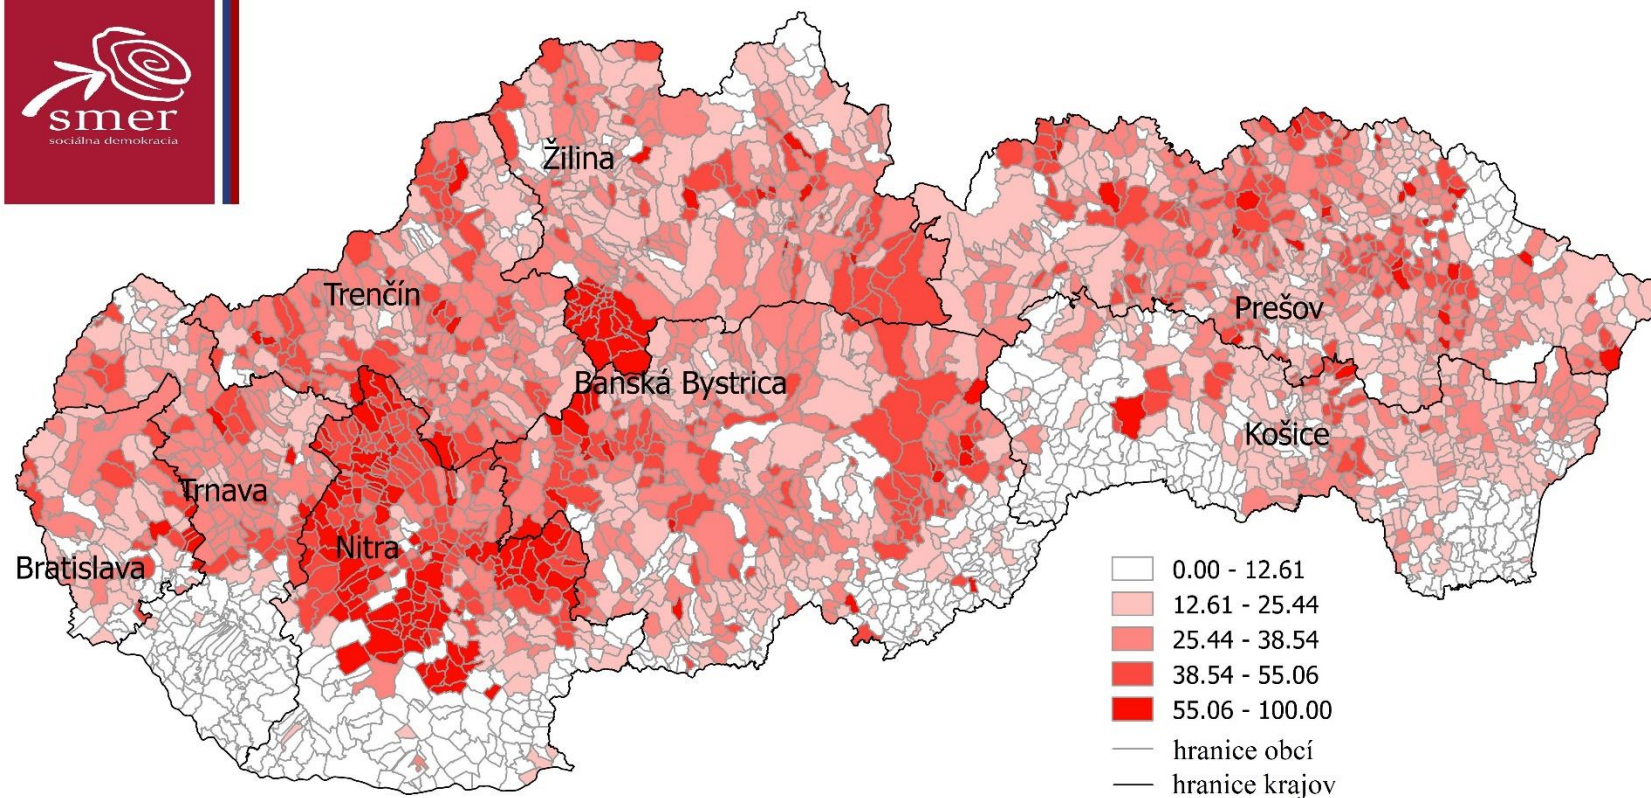 smer
sociálna demokracia
Žilina
Trenčín
Prešov
Banská Bystrica
Košice
Trnava
Nitra
Bratislava
0.00 - 12.61
12.61 - 25.44
25.44 - 38.54
38.54 - 55.06
55.06 - 100.00
hranice obcí
hranice krajov